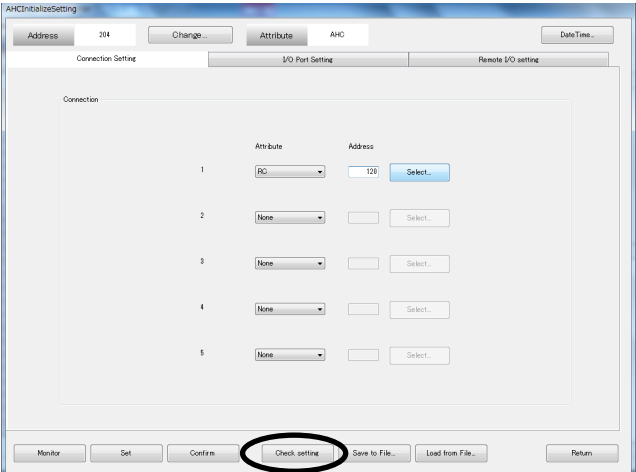 AHCInitializeSetting
Address 204 Change... Attribute AHC DateTime...
Connection Setting I/O Port Setting Remote I/O setting
Connection
Attribute Address
1 RC 120 Select...
2 None Select...
3 None Select...
4 None Select...
5 None Select...
Monitor Set Confirm Check setting Save to File... Load from File... Return